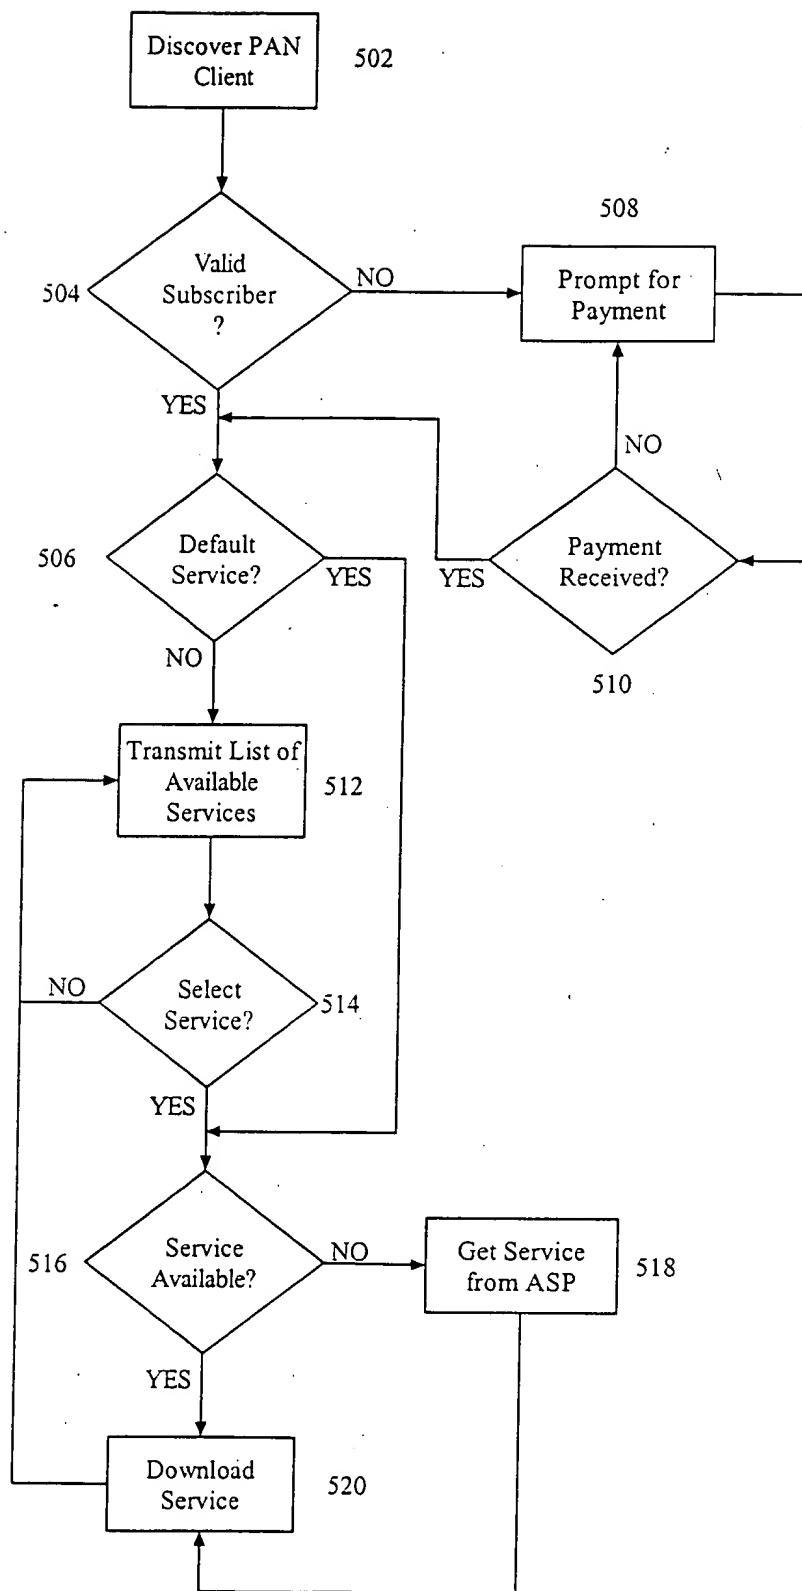 Discover PAN
Client
502
508
Valid
Subscriber
?
504
NO
Prompt for
Payment
YES
NO
506
Default
Service?
YES
YES
Payment
Received?
NO
510
Transmit List of
Available
Services
512
NO
Select
Service?
514
YES
516
Service
Available?
NO
Get Service
from ASP
518
YES
Download
Service
520